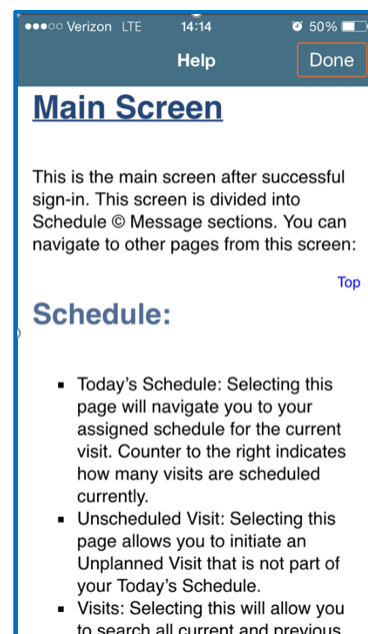 ●●●○○ Verizon LTE 14:14 50%
Help Done
Main Screen
This is the main screen after successful
sign-in. This screen is divided into
Schedule © Message sections. You can
navigate to other pages from this screen:
Top
Schedule:
▪ Today's Schedule: Selecting this
page will navigate you to your
assigned schedule for the current
visit. Counter to the right indicates
how many visits are scheduled
currently.
▪ Unscheduled Visit: Selecting this
page allows you to initiate an
Unplanned Visit that is not part of
your Today's Schedule.
▪ Visits: Selecting this will allow you
to search all current and previous